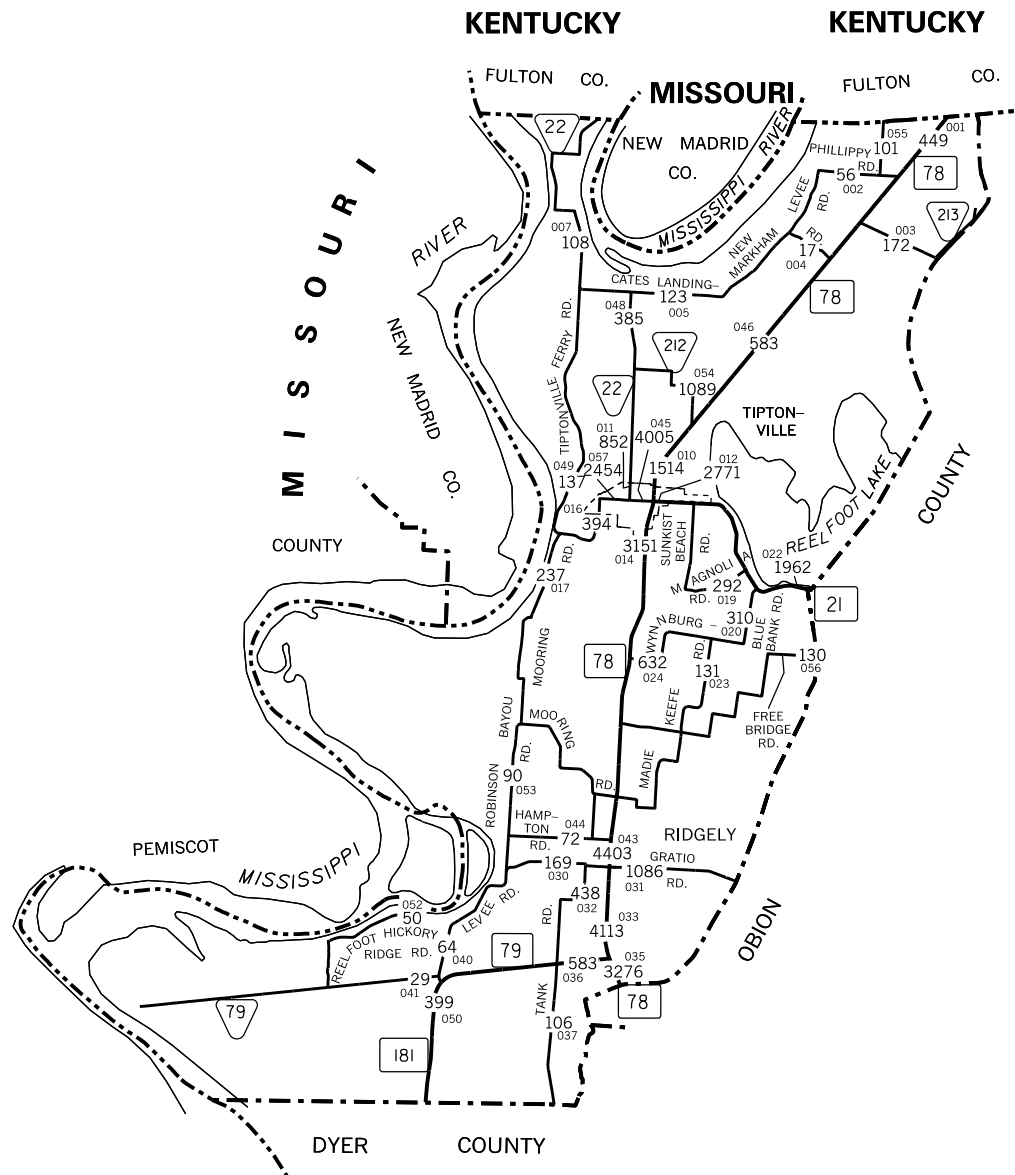 KENTUCKY
KENTUCKY
FULTON CO.
MISSOURI
FULTON CO.
22
NEW MADRID
CO.
MISSISSIPPI RIVER
055
101
001
449
PHILLIPPY
RD.
56
002
78
LEVEE
RD.
213
MISSOURI
RIVER
007
108
NEW
MARKHAM
RD
17
004
003
172
CATES LANDING–
123
005
78
048
385
NEW MADRID CO.
TIPTONVILLE FERRY RD.
046
583
212
054
1089
22
TIPTON–
VILLE
011
852
045
4005
057
2454
010
1514
012
2771
049
137
016
394
COUNTY
REELFOOT LAKE
COUNTY
3151
014
SUNKIST
BEACH
RD.
RD.
237
017
MAGNOLIA
RD.
292
019
022
1962
21
310
020
BLUE
BANK RD.
WYNNBURG–
78
632
024
131
023
RD.
KEEFE
130
056
FREE
BRIDGE
RD.
MOORING
BAYOU
RD.
MOORING
RD.
MADIE
90
053
ROBINSON
HAMP–
TON
RD.
044
72
043
4403
RIDGELY
GRATIO
RD.
169
030
1086
031
PEMISCOT
MISSISSIPPI
438
032
052
50
LEVEE RD.
RD.
033
4113
REELFOOT HICKORY
RIDGE RD.
64
040
79
583
036
035
3276
OBION
29
041
399
050
TANK
78
79
106
037
181
DYER COUNTY